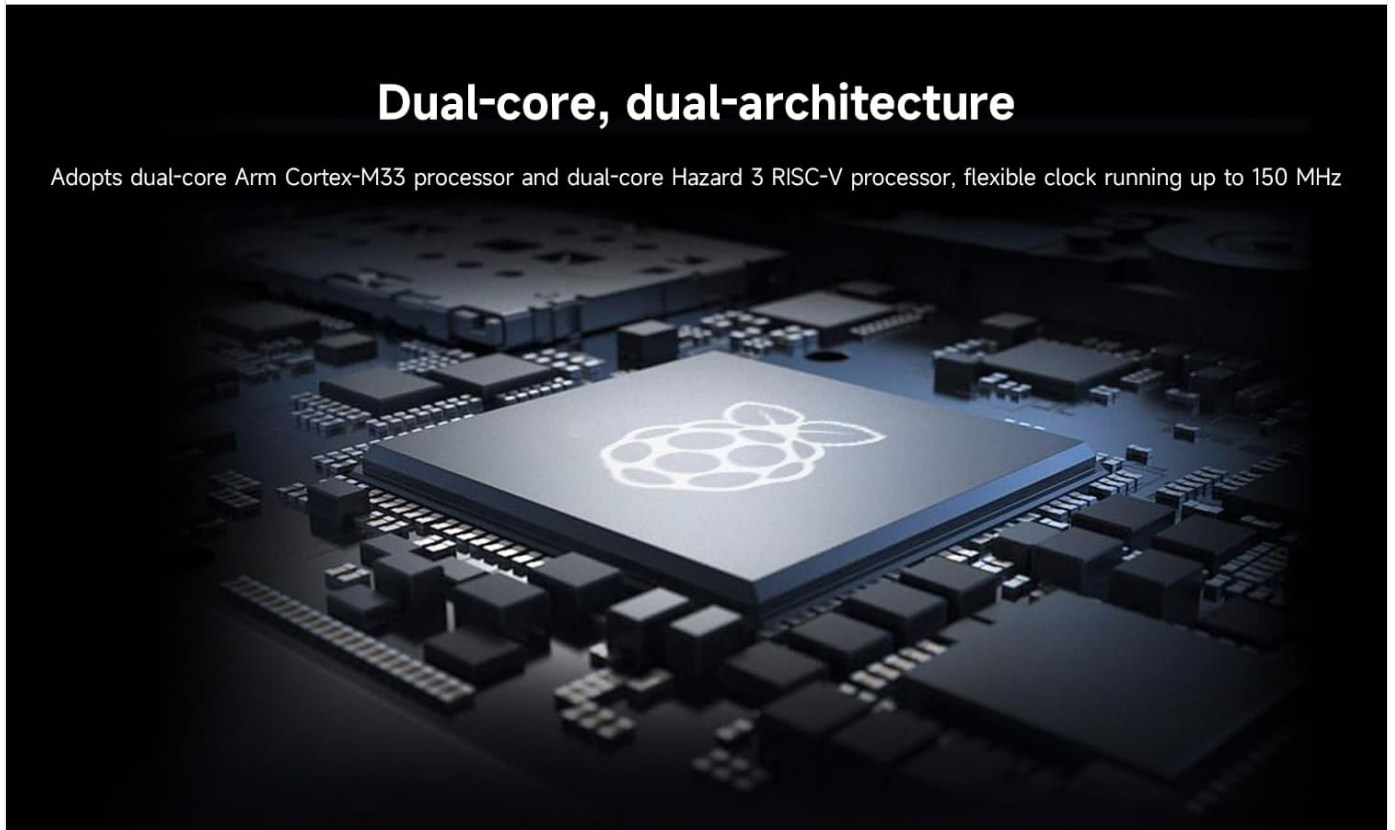 Dual-core, dual-architecture
Adopts dual-core Arm Cortex-M33 processor and dual-core Hazard 3 RISC-V processor, flexible clock running up to 150 MHz